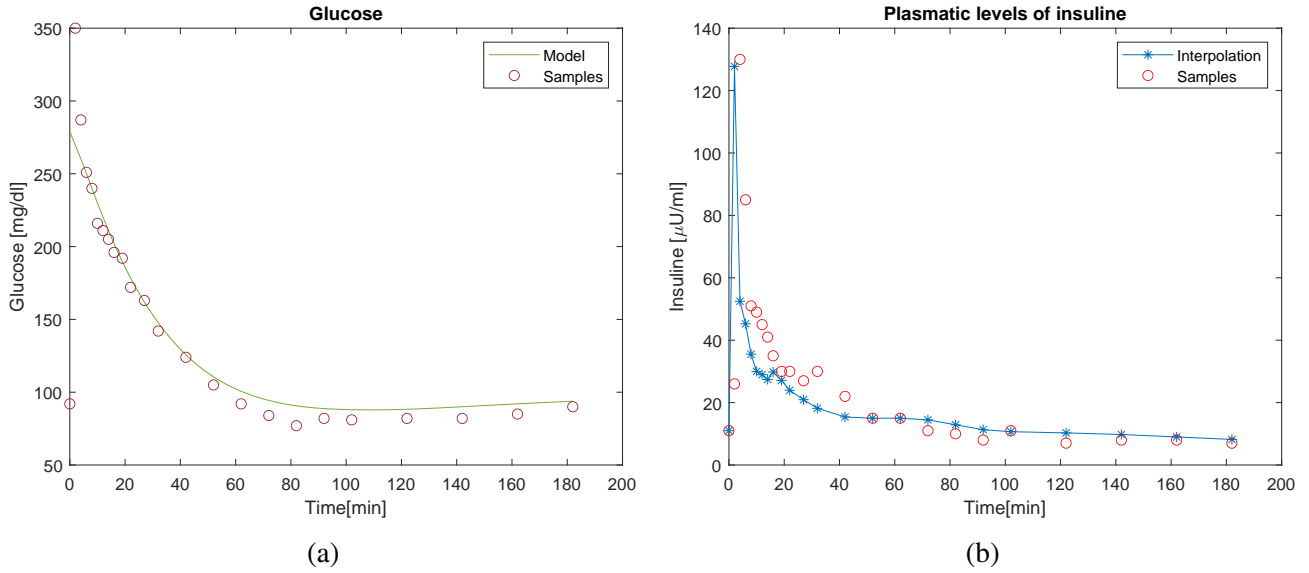 Glucose
350
300
250
200
150
100
50
Glucose [mg/dl]
0 20 40 60 80 100 120 140 160 180 200
Time[min]
Model
Samples
(a)
Plasmatic levels of insuline
140
120
100
80
60
40
20
0
Insuline [μU/ml]
0 20 40 60 80 100 120 140 160 180 200
Time[min]
Interpolation
Samples
(b)